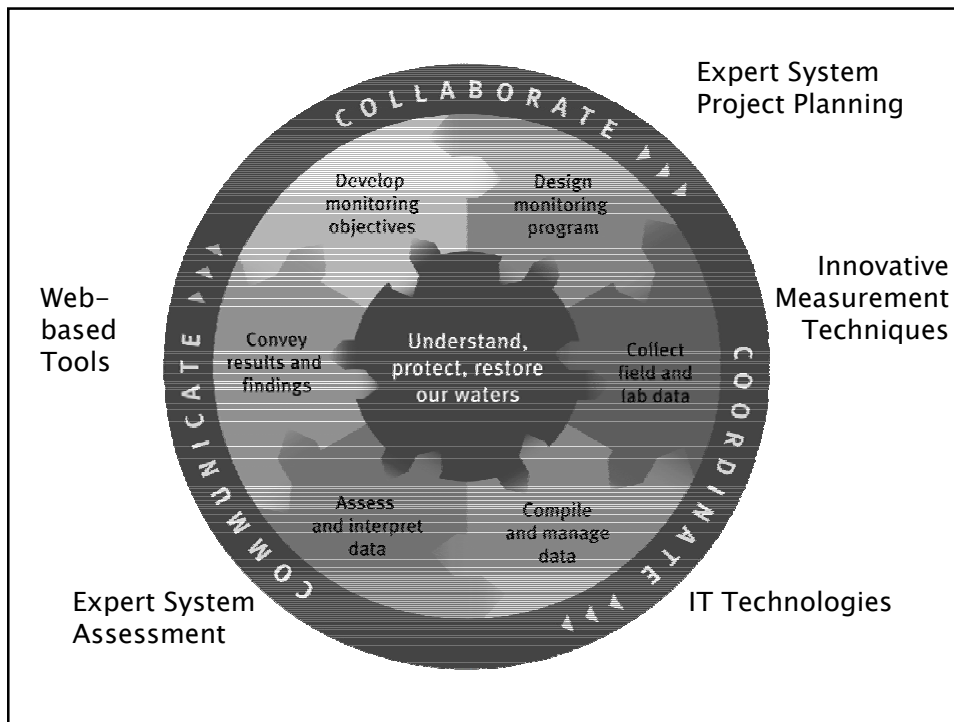 COLLABORATE
Expert System
Project Planning
Develop
monitoring
objectives
Design
monitoring
program
Innovative
Measurement
Techniques
Web-
based
Tools
Convey
results and
findings
Understand,
protect, restore
our waters
Collect
field and
lab data
COORDINATE
COMMUNICATE
Assess
and interpret
data
Compile
and manage
data
Expert System
Assessment
IT Technologies